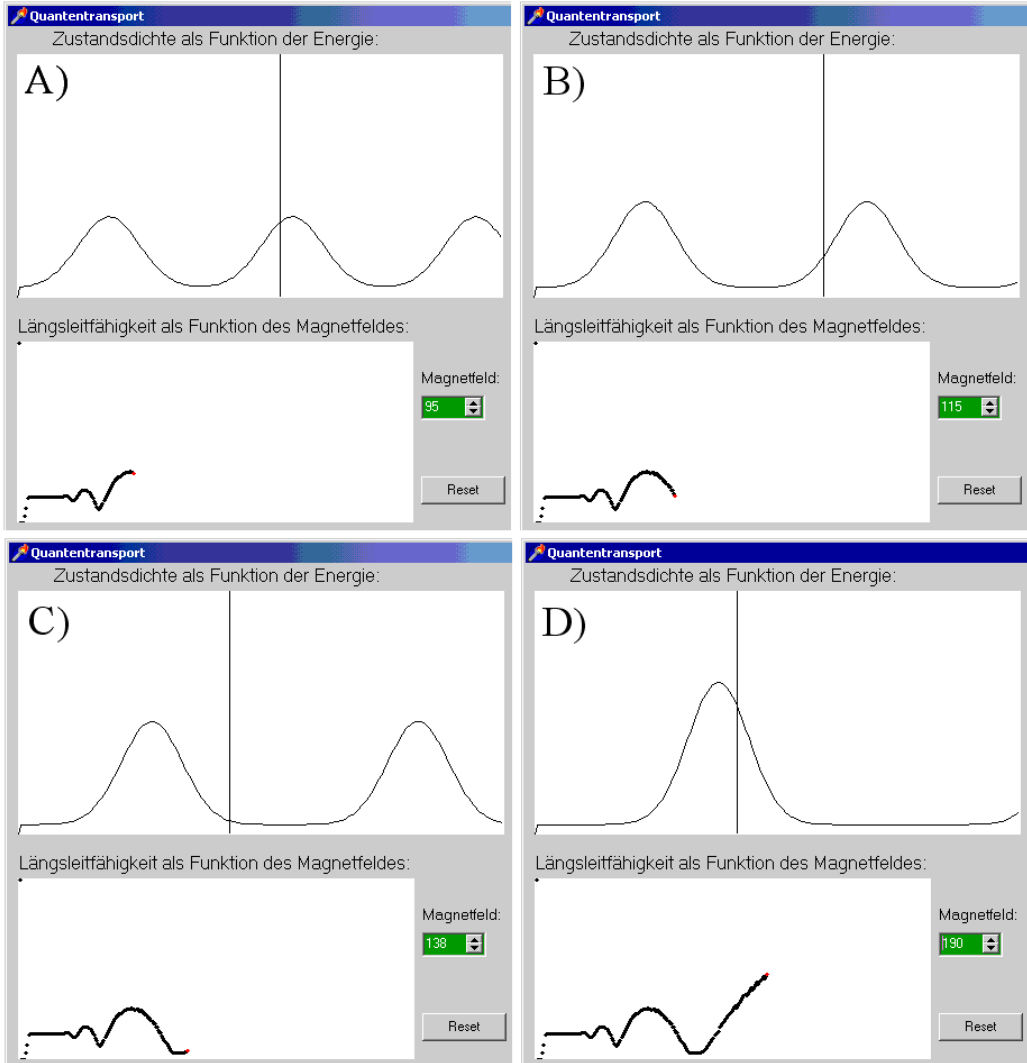 Quantentransport
Zustandsdichte als Funktion der Energie:
A)
Längsleitfähigkeit als Funktion des Magnetfeldes:
Magnetfeld:
95
Reset
Quantentransport
Zustandsdichte als Funktion der Energie:
B)
Längsleitfähigkeit als Funktion des Magnetfeldes:
Magnetfeld:
115
Reset
Quantentransport
Zustandsdichte als Funktion der Energie:
C)
Längsleitfähigkeit als Funktion des Magnetfeldes:
Magnetfeld:
138
Reset
Quantentransport
Zustandsdichte als Funktion der Energie:
D)
Längsleitfähigkeit als Funktion des Magnetfeldes:
Magnetfeld:
190
Reset